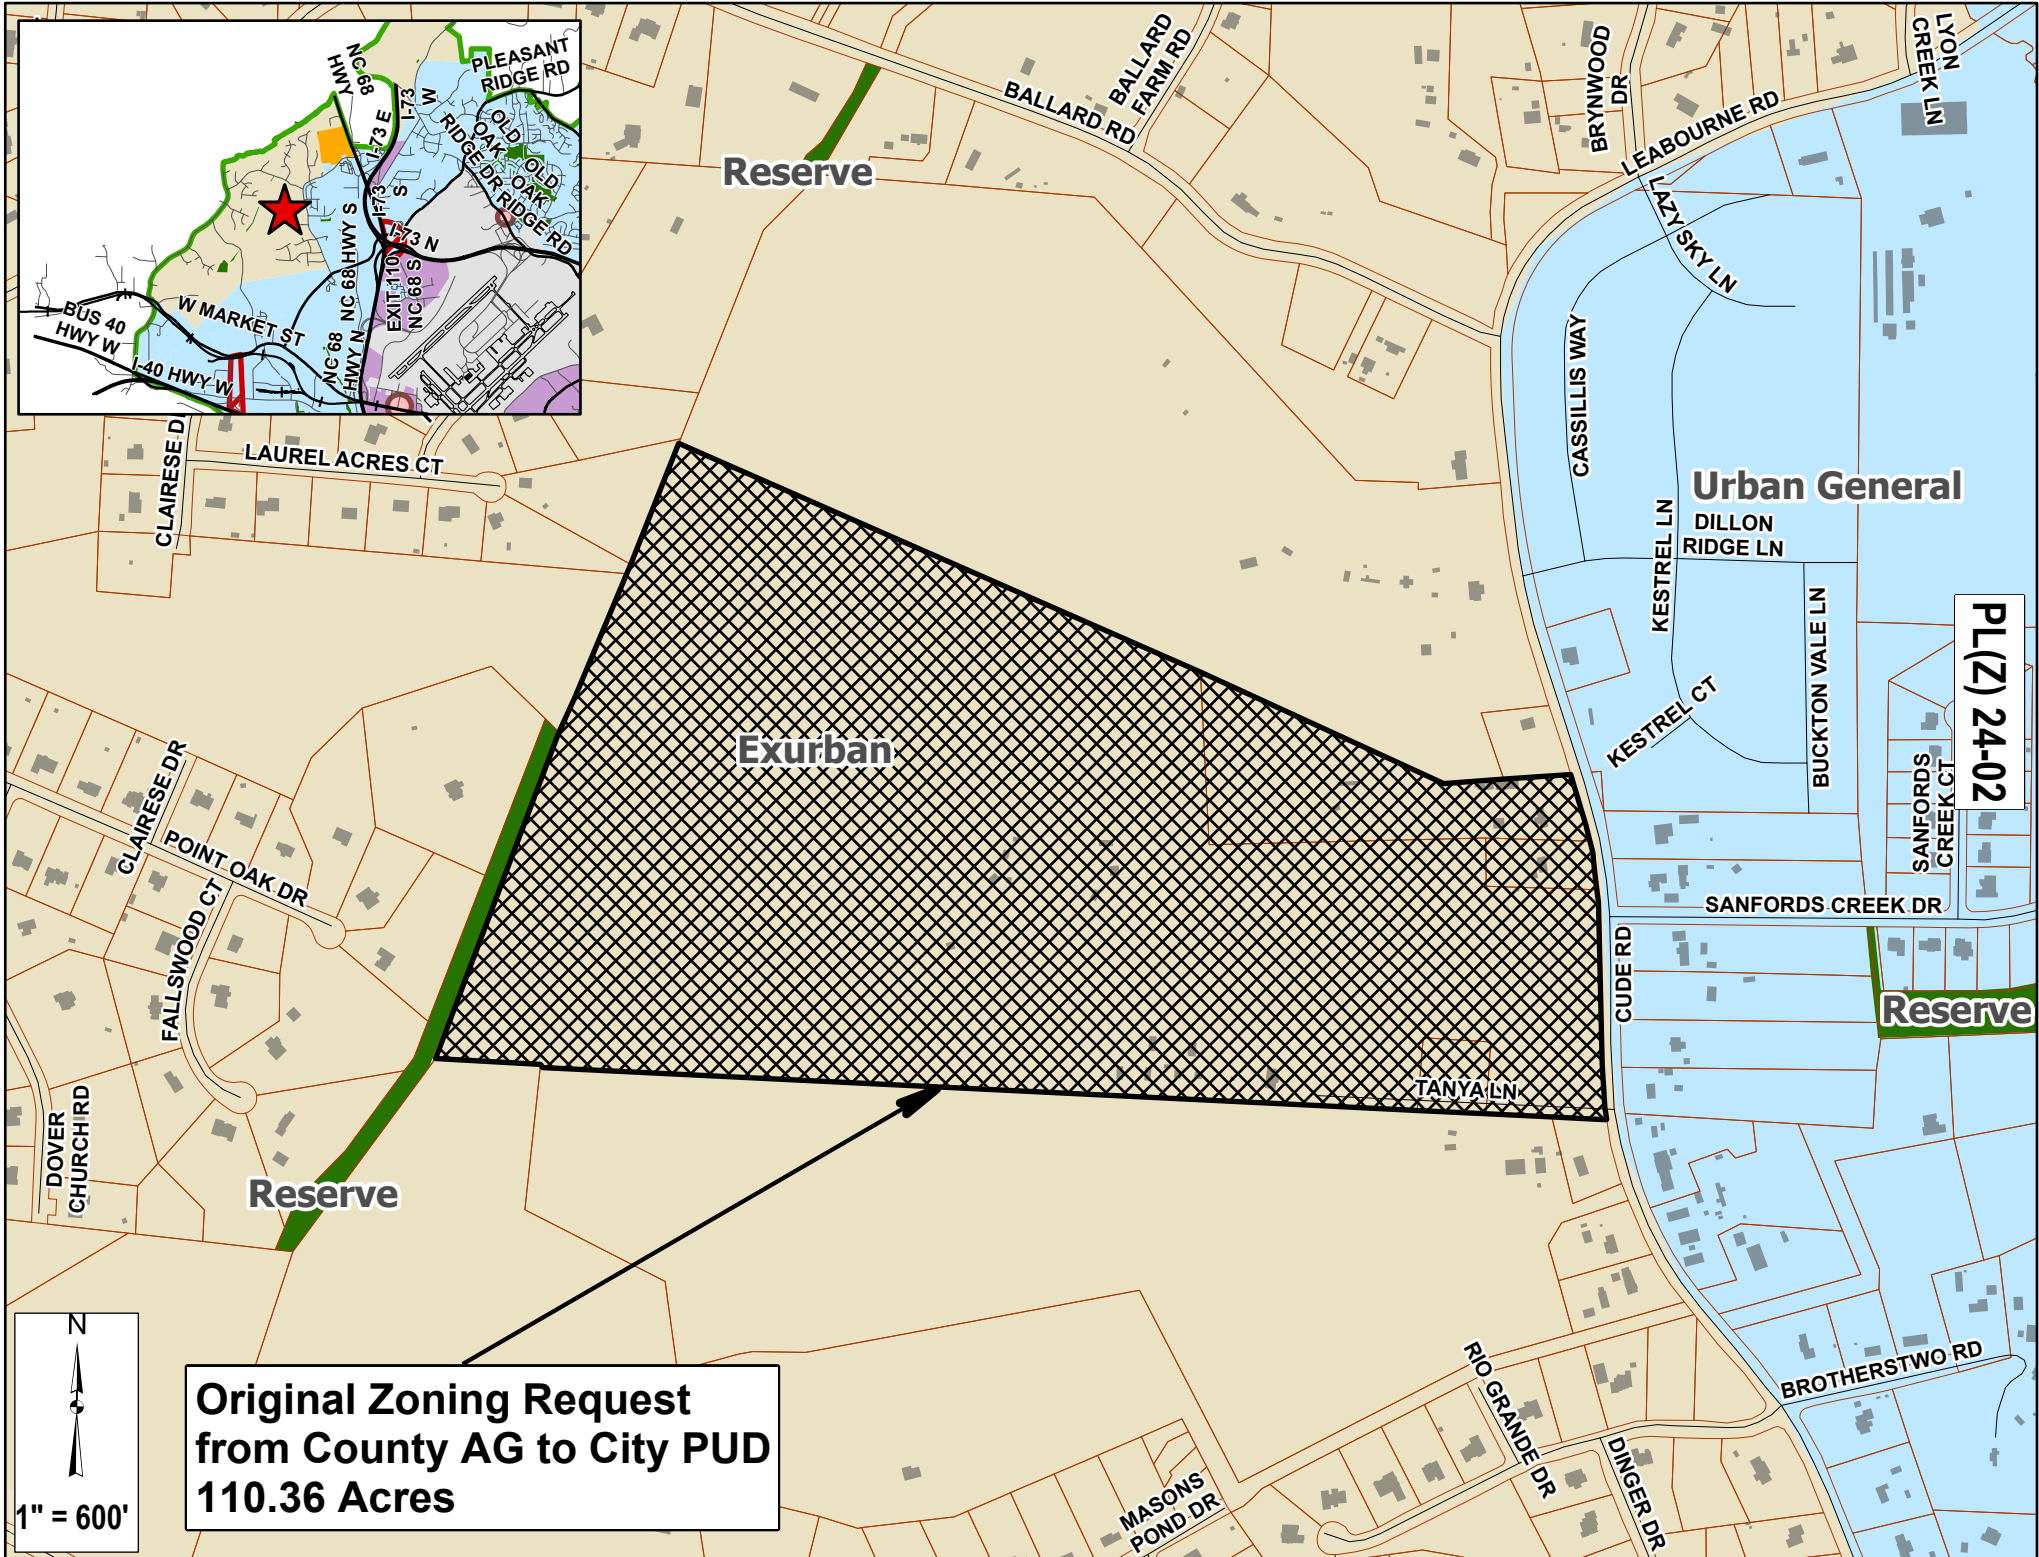 NC 68
HWY
PLEASANT
RIDGE RD
I-73
W
I-73 E
OLD
OAK
RIDGE DR
OLD
OAK
RIDGE RD
I-73
S
I-73 N
NC 68 HWY S
EXIT 110
NC 68 S
W MARKET ST
BUS 40
HWY W
I-40 HWY W
NC 68
HWY N
BALLARD
FARM RD
BALLARD RD
BRYNWOOD
DR
LYON
CREEK LN
LEABOURNE RD
Reserve
LAZY SKY LN
CASSILLIS WAY
CLAIRESE DR
LAUREL ACRES CT
Urban General
DILLON
RIDGE LN
KESTREL LN
BUCKTON VALE LN
PL(Z) 24-02
KESTREL CT
Exurban
SANFORDS
CREEK CT
CLAIRESE DR
POINT OAK DR
FALLSWOOD CT
SANFORDS CREEK DR
CUDE RD
Reserve
TANYA LN
DOVER
CHURCH RD
Reserve
N
1" = 600'
Original Zoning Request
from County AG to City PUD
110.36 Acres
RIO GRANDE DR
BROTHERSTWO RD
DINGER DR
MASONS
POND DR